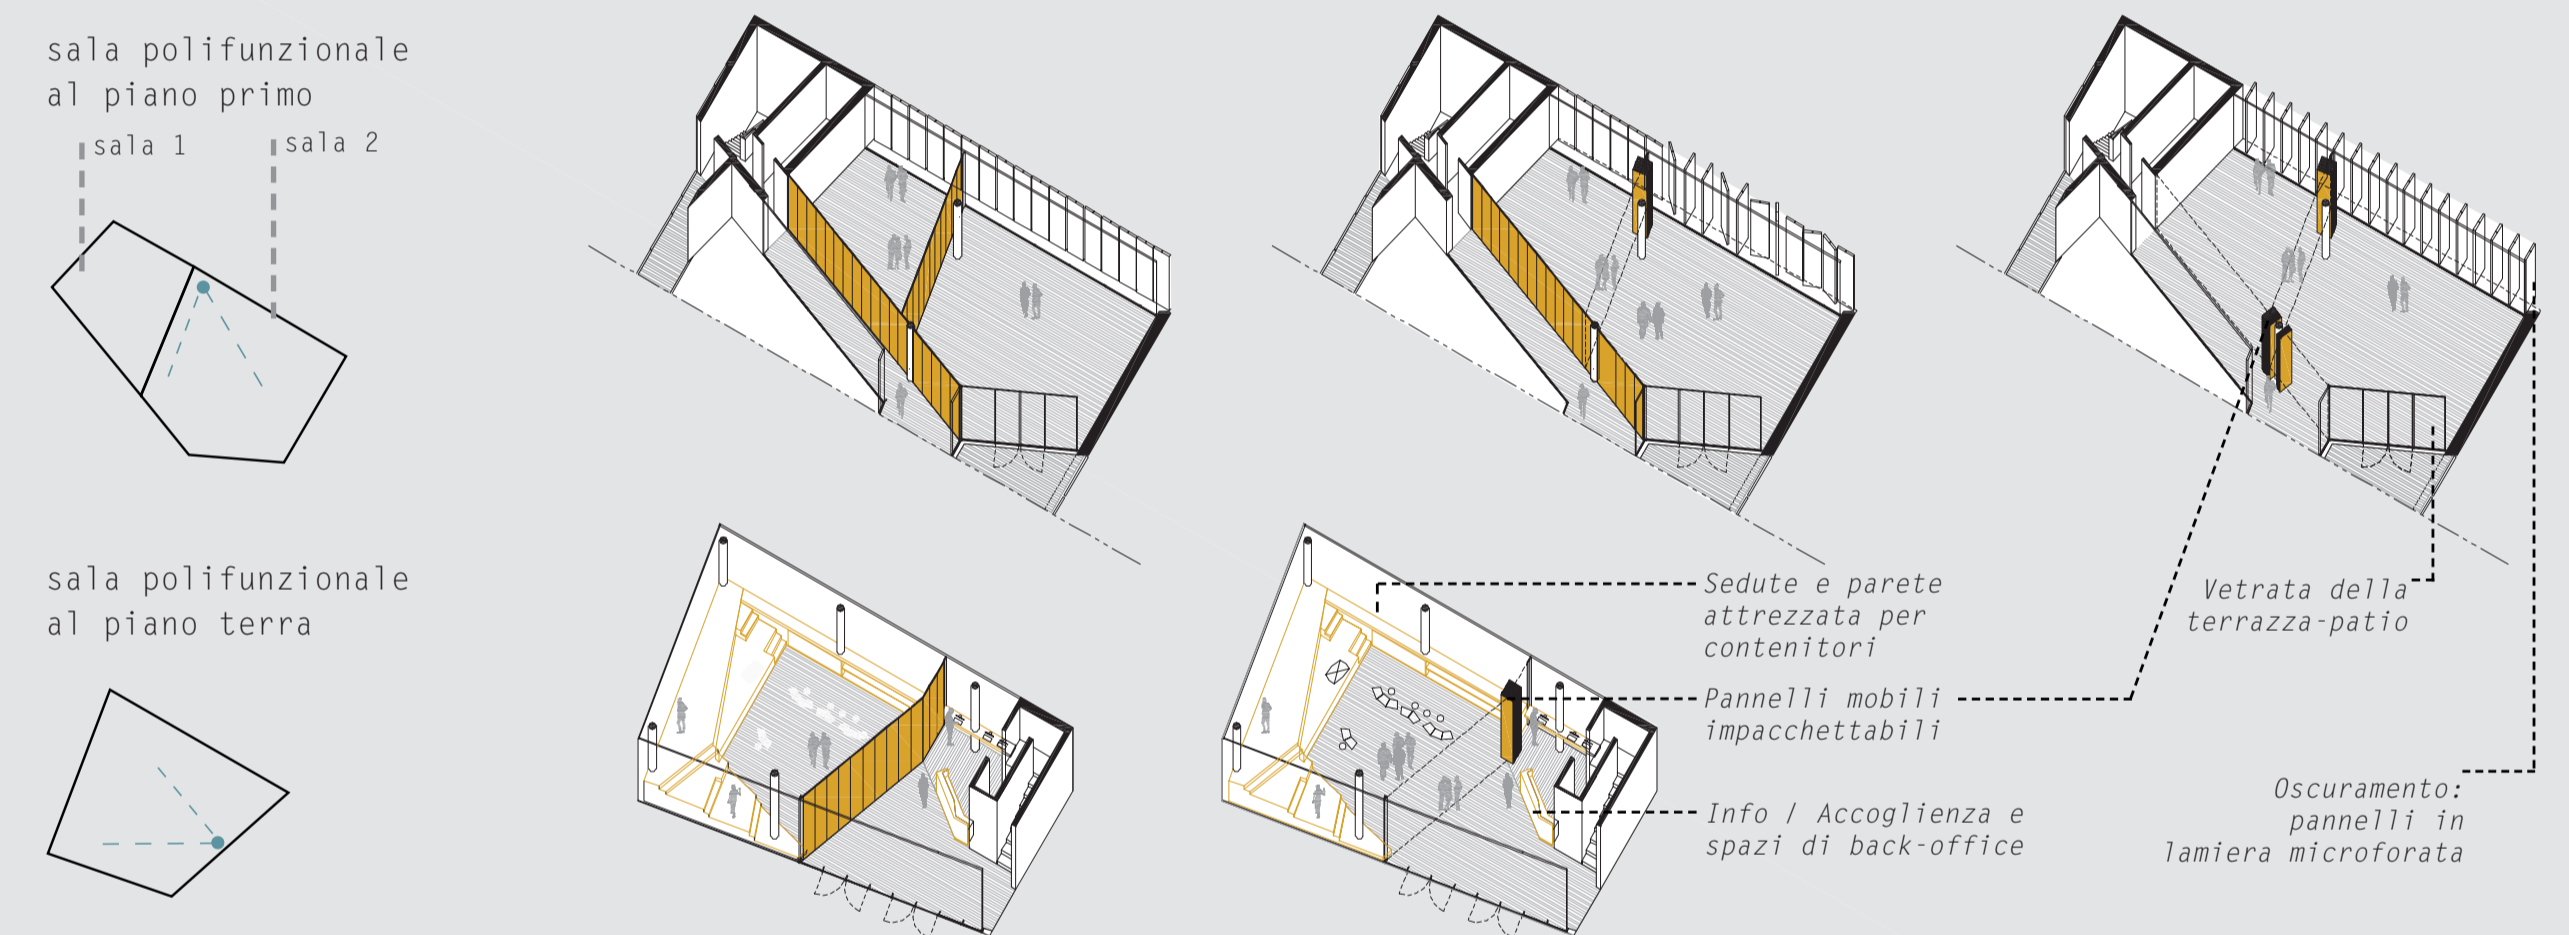 sala polifunzionale
al piano primo
sala 1
sala 2
sala polifunzionale
al piano terra
Sedute e parete
attrezzata per
contenitori
Pannelli mobili
impacchettabili
Info / Accoglienza e
spazi di back-office
Vetrata della
terrazza-patio
Oscuramento:
pannelli in
lamiera microforata